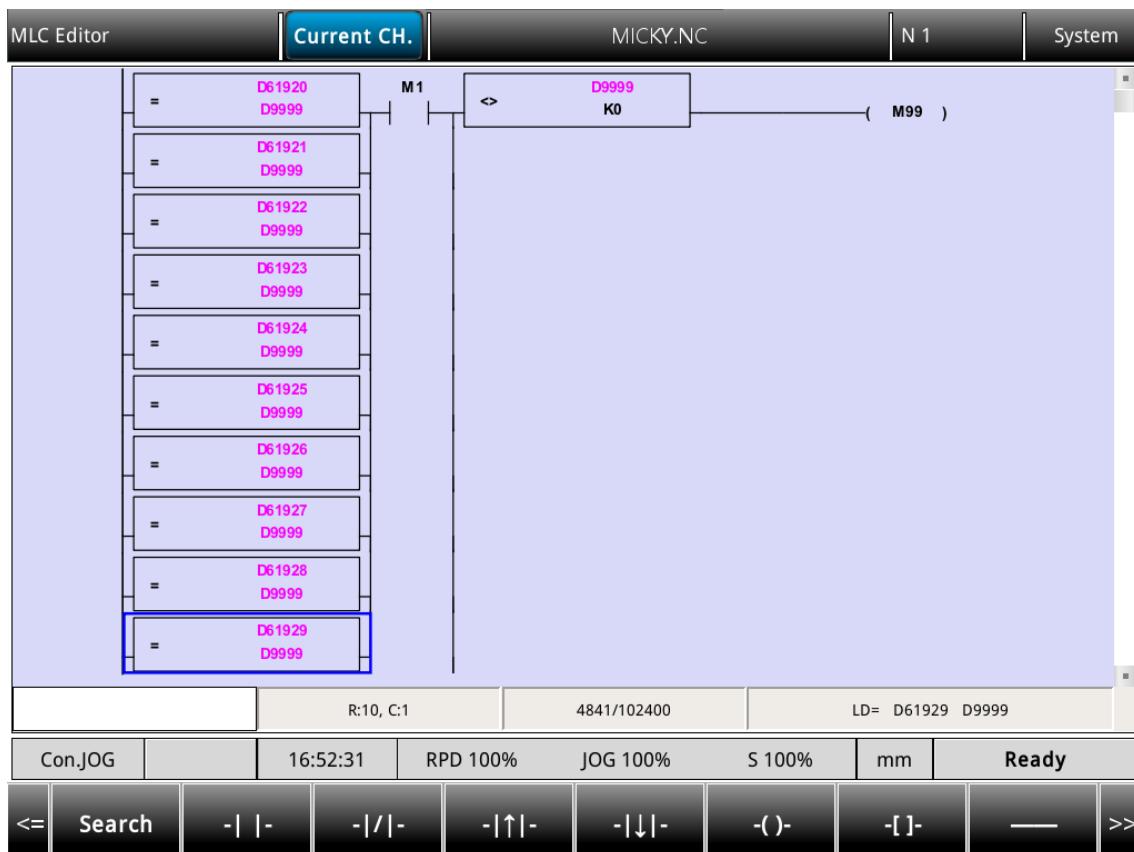 MLC Editor Current CH. MICKY.NC N 1 System
D61920 M1 D9999
= <>
D9999 K0 ( M99 )
D61921
=
D9999
D61922
=
D9999
D61923
=
D9999
D61924
=
D9999
D61925
=
D9999
D61926
=
D9999
D61927
=
D9999
D61928
=
D9999
D61929
=
D9999
R:10, C:1 4841/102400 LD= D61929 D9999
Con.JOG 16:52:31 RPD 100% JOG 100% S 100% mm Ready
<= Search -| |- -|/|- -|↑|- -|↓|- -( )- -[ ]- —— >>